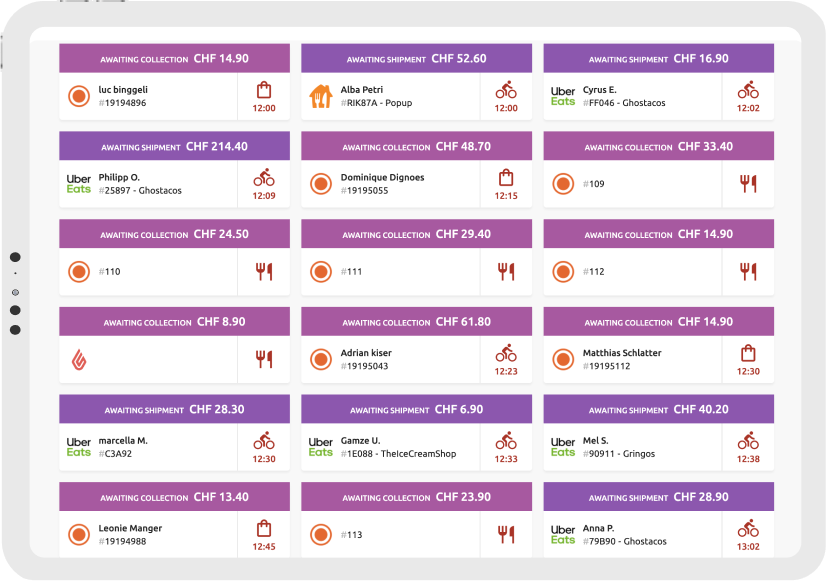 AWAITING COLLECTION CHF 14.90
luc binggeli
#19194896
12:00
AWAITING SHIPMENT CHF 52.60
Alba Petri
#RIK87A - Popup
12:00
AWAITING SHIPMENT CHF 16.90
Uber Eats
Cyrus E.
#FF046 - Ghostacos
12:02
AWAITING SHIPMENT CHF 214.40
Uber Eats
Philipp O.
#25897 - Ghostacos
12:09
AWAITING COLLECTION CHF 48.70
Dominique Dignoes
#19195055
12:15
AWAITING COLLECTION CHF 33.40
#109
AWAITING COLLECTION CHF 24.50
#110
AWAITING COLLECTION CHF 29.40
#111
AWAITING COLLECTION CHF 14.90
#112
AWAITING COLLECTION CHF 8.90
AWAITING COLLECTION CHF 61.80
Adrian kiser
#19195043
12:23
AWAITING COLLECTION CHF 14.90
Matthias Schlatter
#19195112
12:30
AWAITING SHIPMENT CHF 28.30
Uber Eats
marcella M.
#C3A92
12:30
AWAITING SHIPMENT CHF 6.90
Uber Eats
Gamze U.
#1E088 - TheIceCreamShop
12:33
AWAITING SHIPMENT CHF 40.20
Uber Eats
Mel S.
#90911 - Gringos
12:38
AWAITING COLLECTION CHF 13.40
Leonie Manger
#19194988
12:45
AWAITING COLLECTION CHF 23.90
#113
AWAITING SHIPMENT CHF 28.90
Uber Eats
Anna P.
#79B90 - Ghostacos
13:02